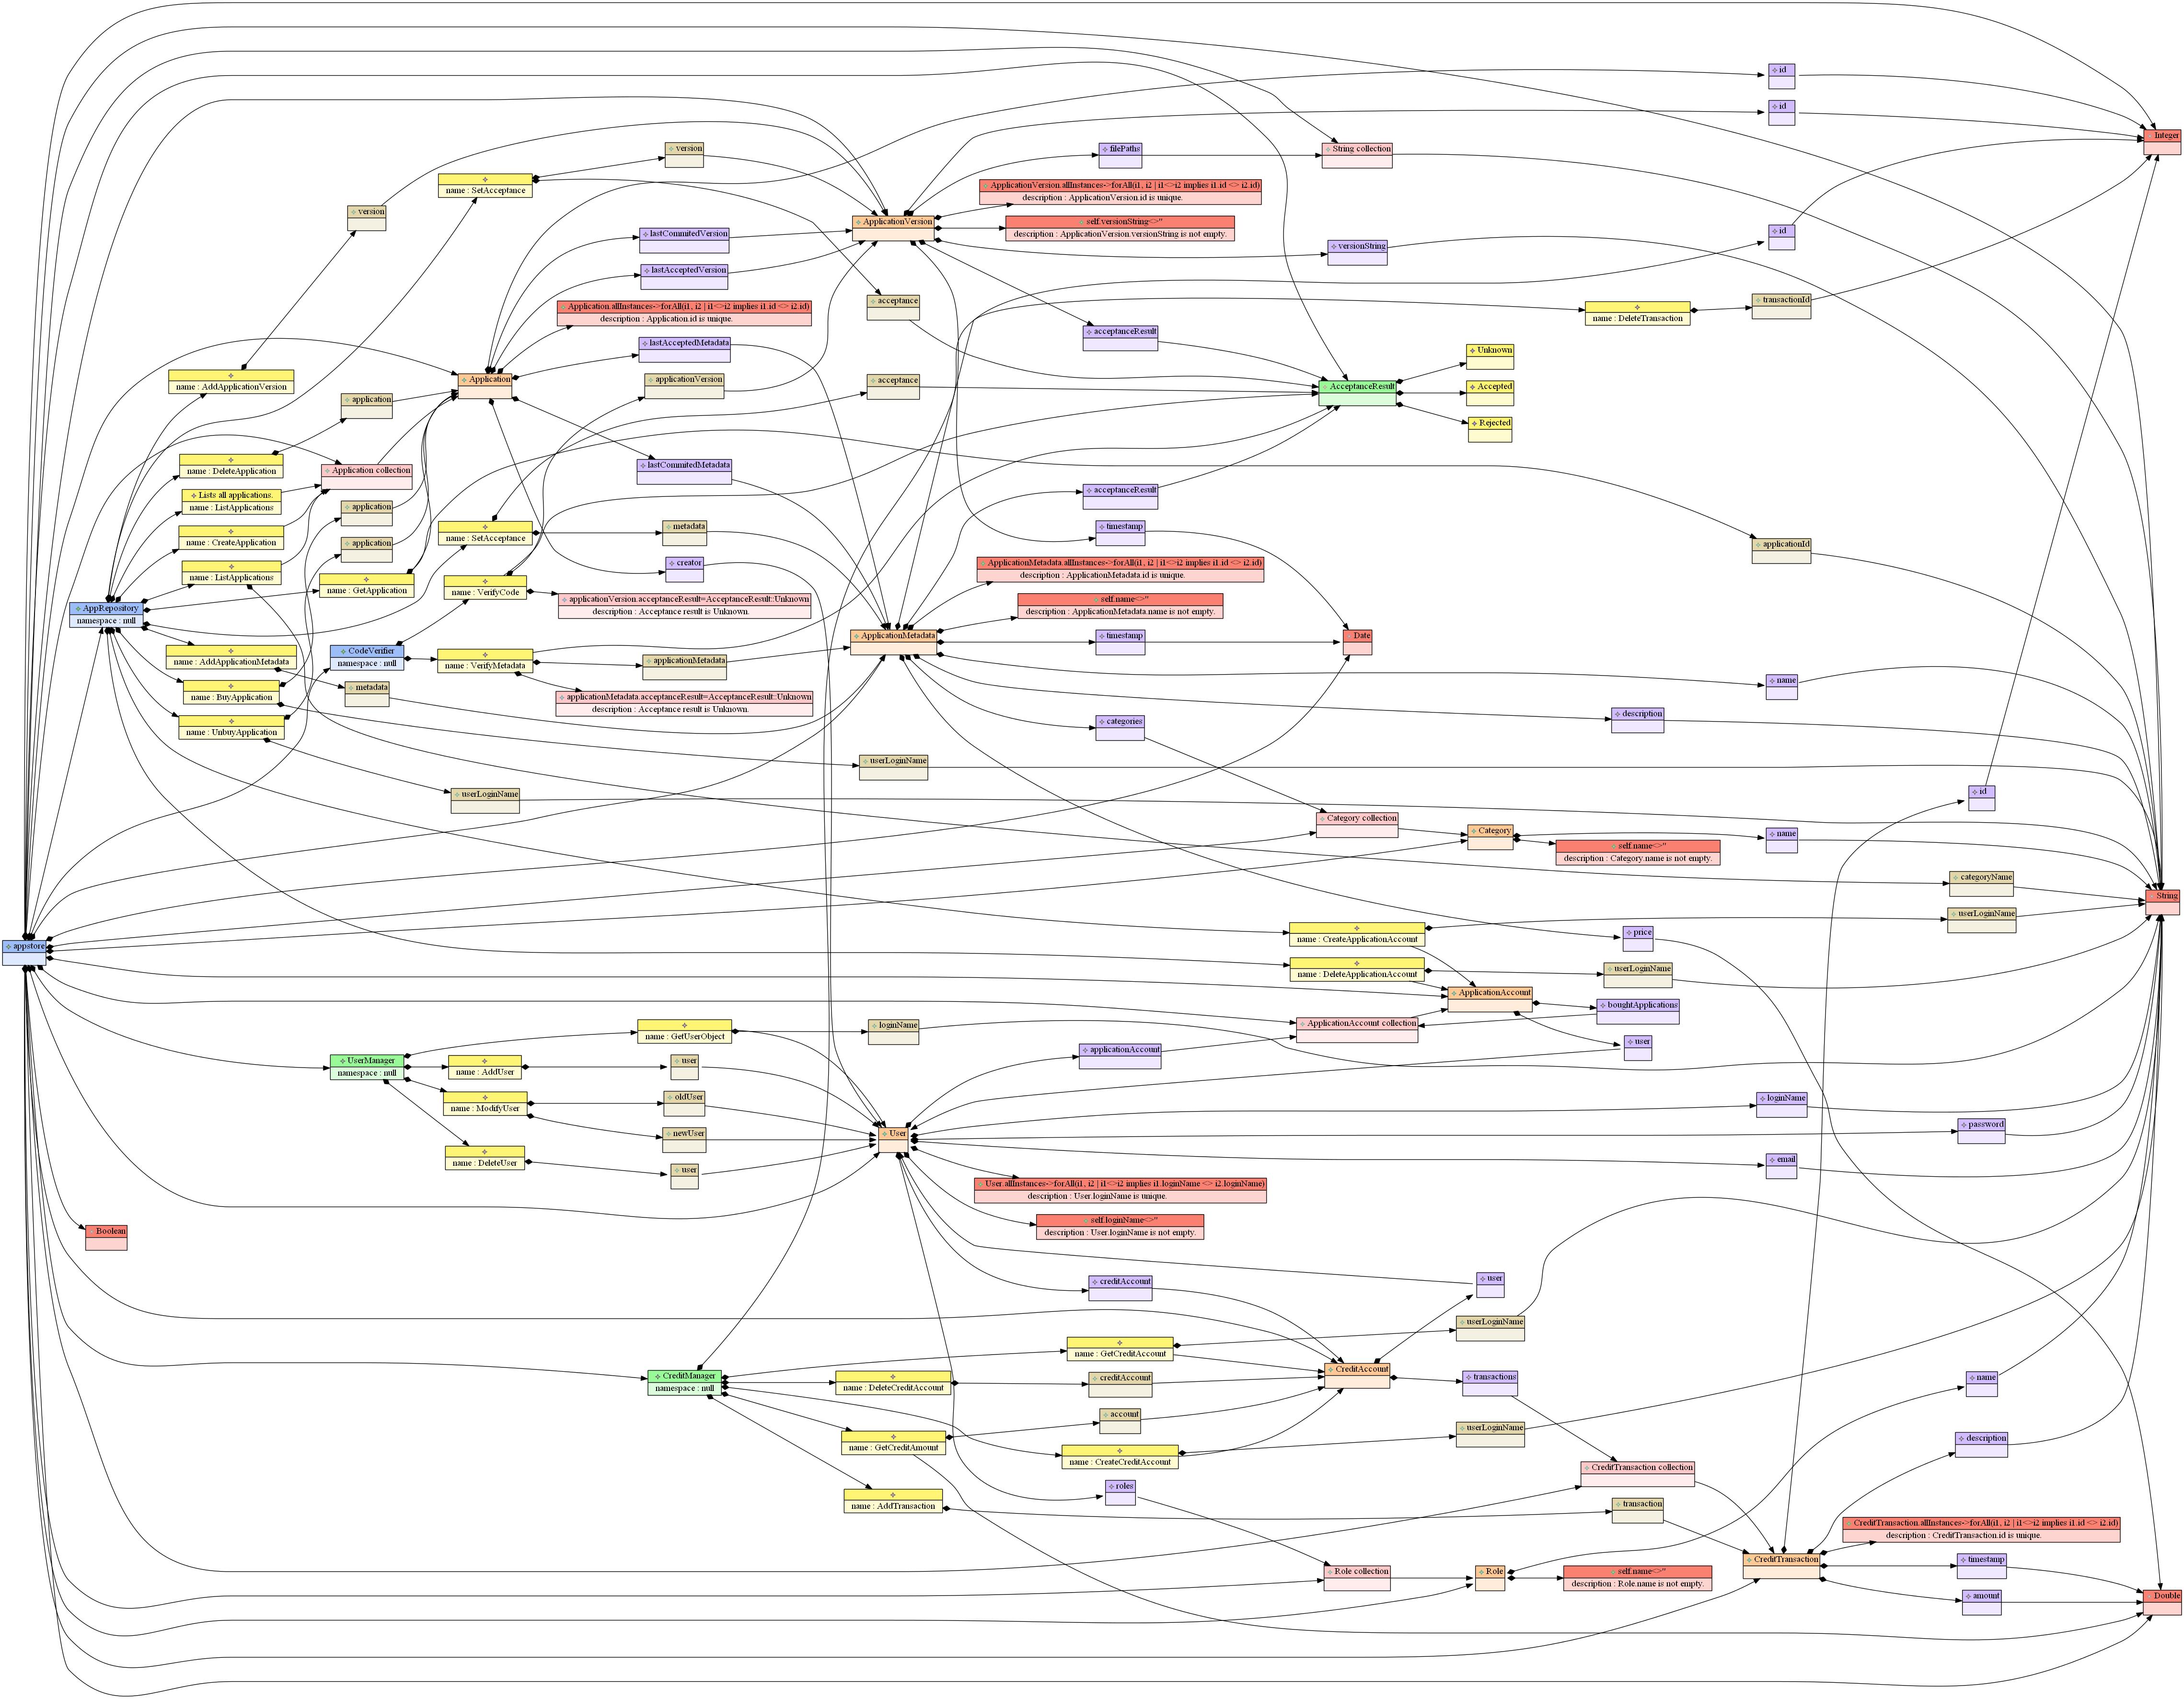 id
id
Integer
version
filePaths
String collection
name : SetAcceptance
ApplicationVersion.allInstances->forAll(i1, i2 | i1<>i2 implies i1.id <> i2.id)
description : ApplicationVersion.id is unique.
version
ApplicationVersion
self.versionString<>''
description : ApplicationVersion.versionString is not empty.
lastCommitedVersion
id
versionString
lastAcceptedVersion
Application.allInstances->forAll(i1, i2 | i1<>i2 implies i1.id <> i2.id)
description : Application.id is unique.
acceptance
transactionId
name : DeleteTransaction
acceptanceResult
lastAcceptedMetadata
Unknown
name : AddApplicationVersion
Application
applicationVersion
acceptance
AcceptanceResult
Accepted
application
Rejected
name : DeleteApplication
Application collection
lastCommitedMetadata
Lists all applications.
name : ListApplications
acceptanceResult
application
name : CreateApplication
name : SetAcceptance
metadata
timestamp
application
applicationId
name : ListApplications
creator
ApplicationMetadata.allInstances->forAll(i1, i2 | i1<>i2 implies i1.id <> i2.id)
description : ApplicationMetadata.id is unique.
name : GetApplication
name : VerifyCode
applicationVersion.acceptanceResult=AcceptanceResult::Unknown
description : Acceptance result is Unknown.
AppRepository
namespace : null
self.name<>''
description : ApplicationMetadata.name is not empty.
ApplicationMetadata
timestamp
Date
name : AddApplicationMetadata
CodeVerifier
namespace : null
name : VerifyMetadata
applicationMetadata
name : BuyApplication
metadata
applicationMetadata.acceptanceResult=AcceptanceResult::Unknown
description : Acceptance result is Unknown.
name
name : UnbuyApplication
categories
description
userLoginName
userLoginName
id
Category collection
Category
name
self.name<>''
description : Category.name is not empty.
categoryName
String
userLoginName
name : CreateApplicationAccount
price
appstore
name : DeleteApplicationAccount
userLoginName
ApplicationAccount
boughtApplications
ApplicationAccount collection
name : GetUserObject
loginName
user
applicationAccount
UserManager
namespace : null
name : AddUser
user
name : ModifyUser
oldUser
loginName
newUser
User
password
name : DeleteUser
user
email
User.allInstances->forAll(i1, i2 | i1<>i2 implies i1.loginName <> i2.loginName)
description : User.loginName is unique.
self.loginName<>''
description : User.loginName is not empty.
Boolean
creditAccount
user
userLoginName
name : GetCreditAccount
CreditManager
namespace : null
name : DeleteCreditAccount
creditAccount
CreditAccount
transactions
name
account
userLoginName
name : GetCreditAmount
name : CreateCreditAccount
description
CreditTransaction collection
roles
name : AddTransaction
transaction
CreditTransaction.allInstances->forAll(i1, i2 | i1<>i2 implies i1.id <> i2.id)
description : CreditTransaction.id is unique.
Role collection
Role
self.name<>''
description : Role.name is not empty.
CreditTransaction
timestamp
amount
Double